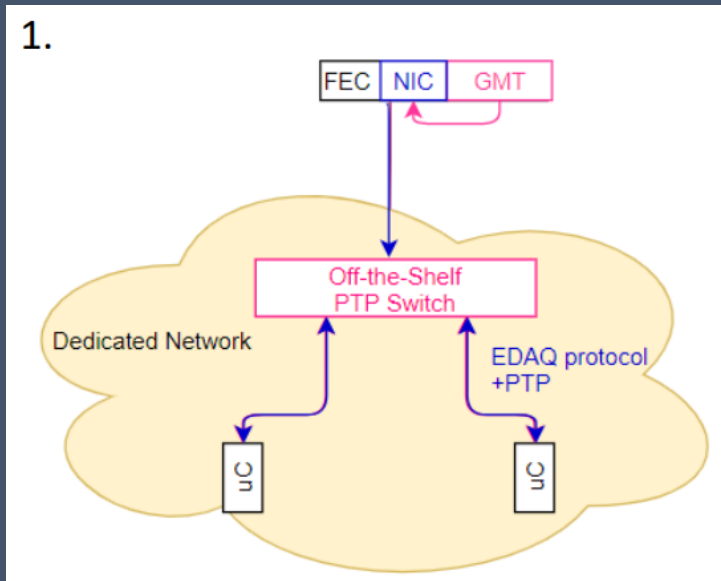 1.
FEC NIC GMT
Off-the-Shelf
PTP Switch
Dedicated Network
EDAQ protocol
+PTP
uC
uC